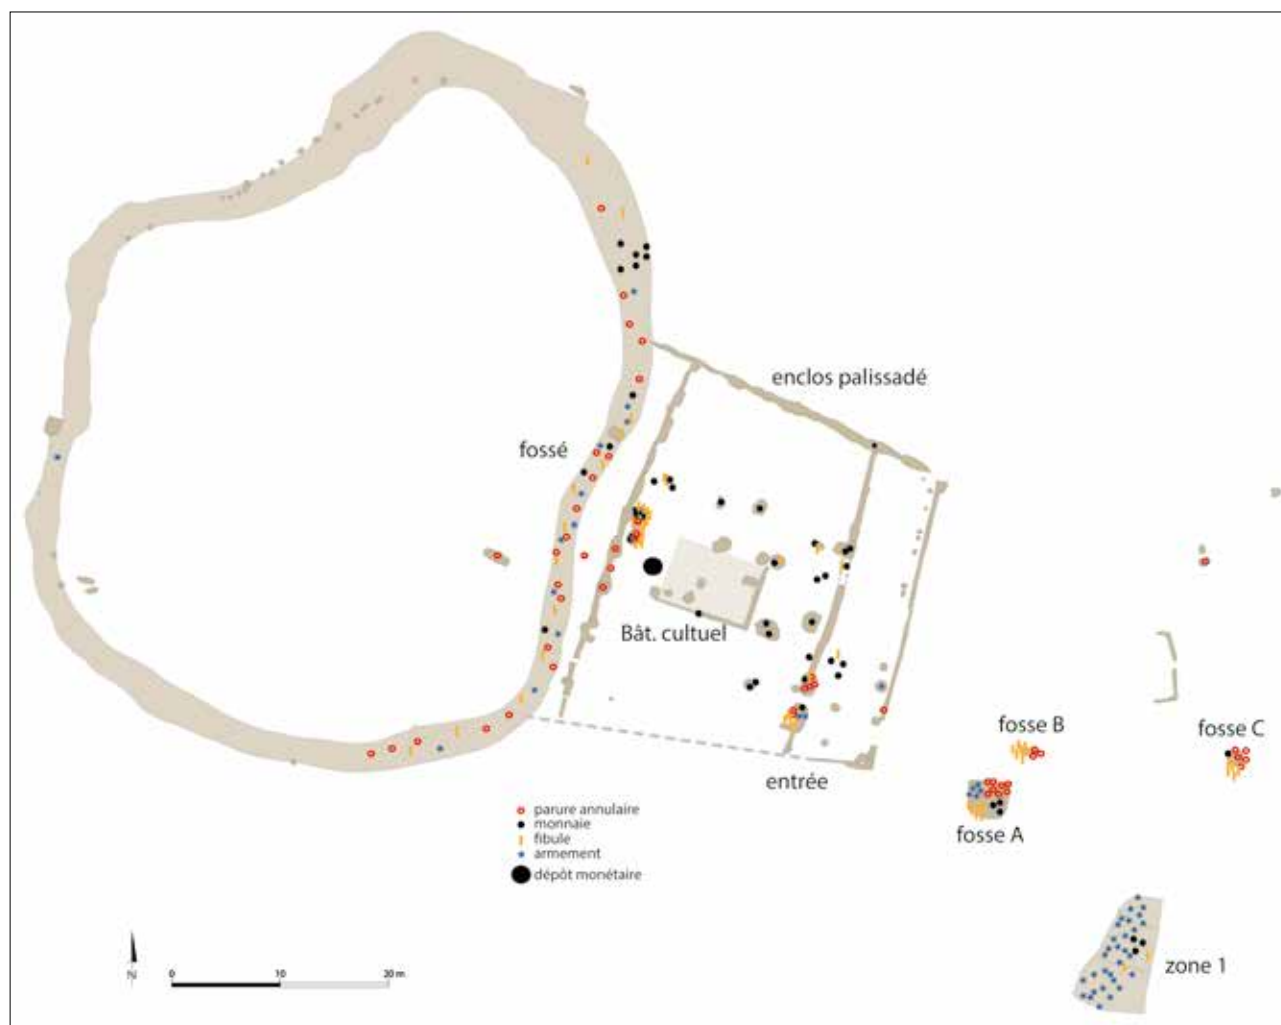 enclos palissadé
fossé
Bât. cultuel
fosse B
fosse C
entrée
fosse A
parure annulaire
monnaie
fibule
armement
dépôt monétaire
zone 1
N
0 10 20 m